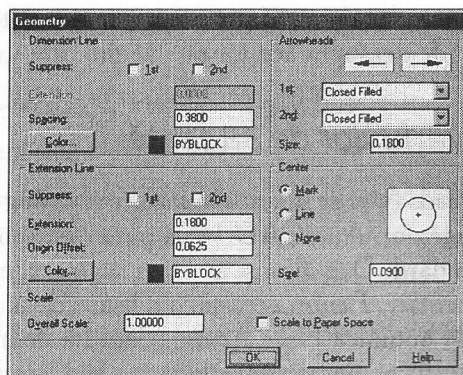 Geometry
Dimension Line
Suppress: 1st 2nd
Extension: 0.0000
Spacing: 0.3800
Color... BYBLOCK
Arrowheads
1st: Closed Filled
2nd: Closed Filled
Size: 0.1800
Extension Line
Suppress: 1st 2nd
Extension: 0.1800
Origin Offset: 0.0625
Color... BYBLOCK
Center
Mark
Line
None
Size: 0.0900
Scale
Overall Scale: 1.00000 Scale to Paper Space
OK Cancel Help...